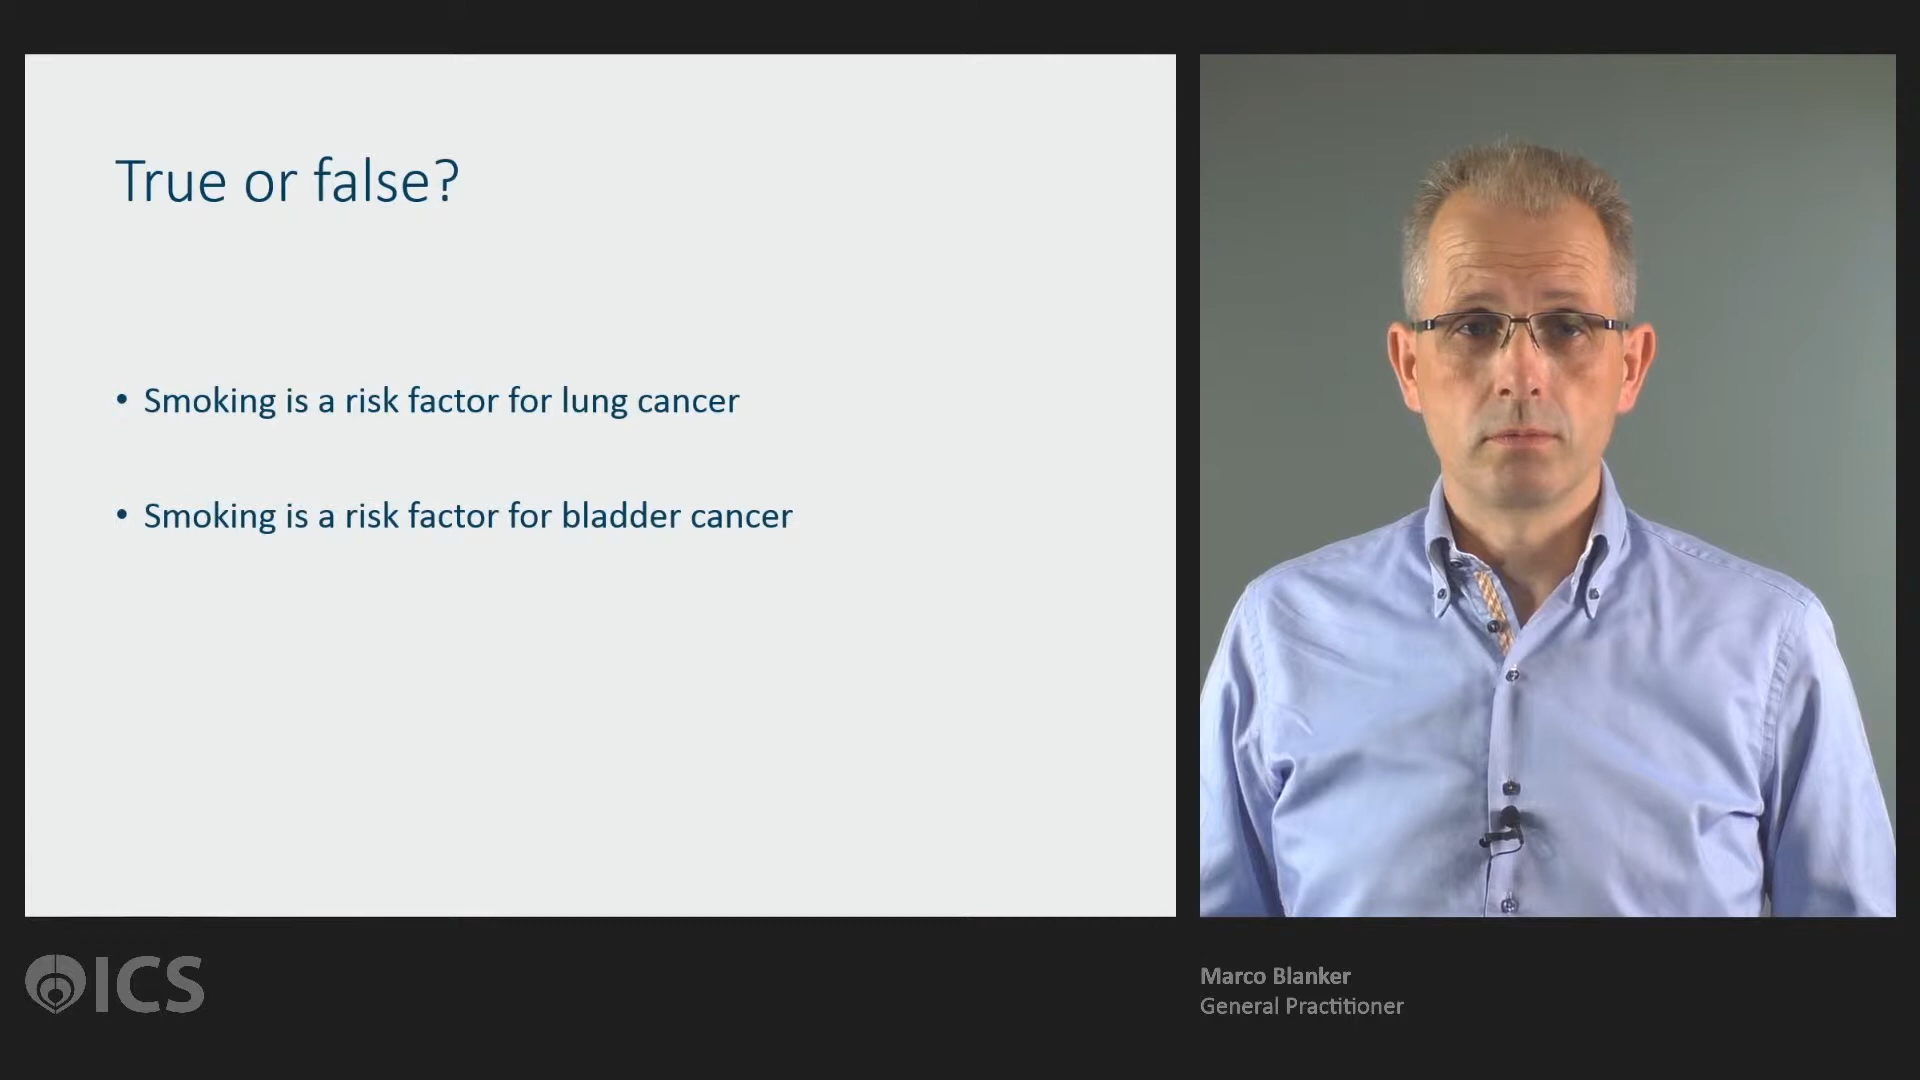 True or false?
• Smoking is a risk factor for lung cancer
• Smoking is a risk factor for bladder cancer
ICS
Marco Blanker
General Practitioner